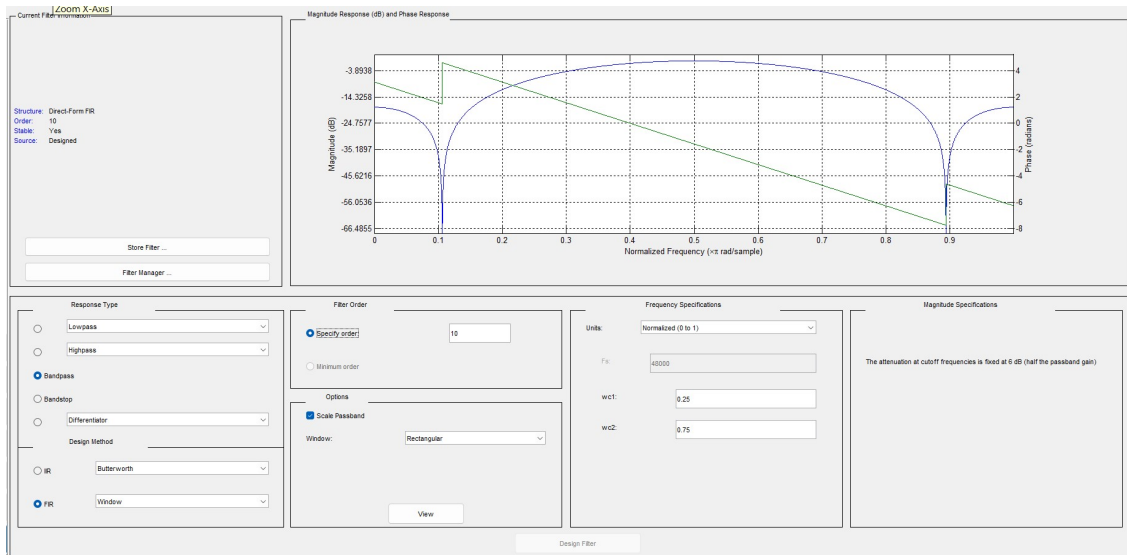 Zoom X-Axis
Current Filter Information
Structure: Direct-Form FIR
Order: 10
Stable: Yes
Source: Designed
Store Filter ...
Filter Manager ...
Magnitude Response (dB) and Phase Response
Magnitude (dB)
-3.8938
-14.3258
-24.7577
-35.1897
-45.6216
-56.0536
-66.4855
0 0.1 0.2 0.3 0.4 0.5 0.6 0.7 0.8 0.9
Normalized Frequency (×π rad/sample)
4
2
0
-2
-4
-6
-8
Phase (radians)
Response Type
Lowpass
Highpass
Bandpass
Bandstop
Differentiator
Design Method
IIR Butterworth
FIR Window
Filter Order
Specify order: 10
Minimum order
Options
Scale Passband
Window: Rectangular
View
Frequency Specifications
Units: Normalized (0 to 1)
Fs: 48000
wc1: 0.25
wc2: 0.75
Magnitude Specifications
The attenuation at cutoff frequencies is fixed at 6 dB (half the passband gain)
Design Filter